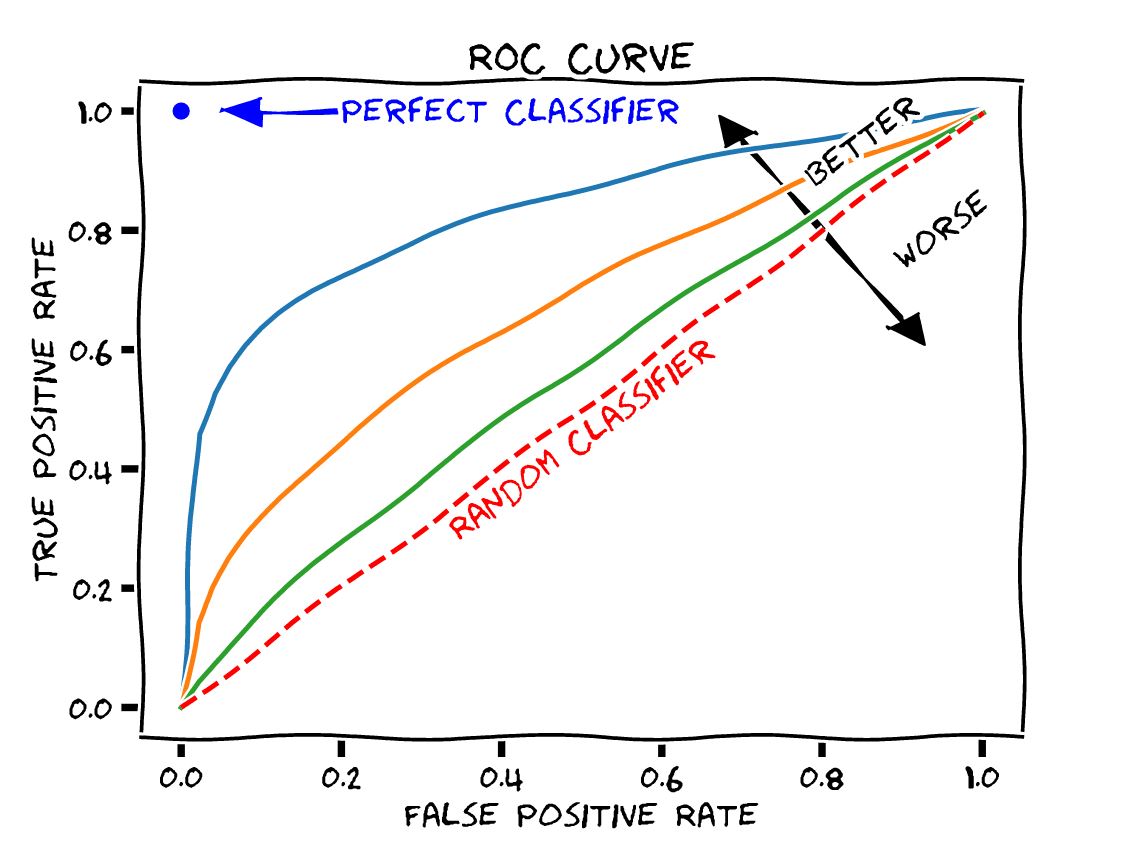 ROC CURVE
PERFECT CLASSIFIER
BETTER
WORSE
RANDOM CLASSIFIER
TRUE POSITIVE RATE
1.0
0.8
0.6
0.4
0.2
0.0
0.0 0.2 0.4 0.6 0.8 1.0
FALSE POSITIVE RATE